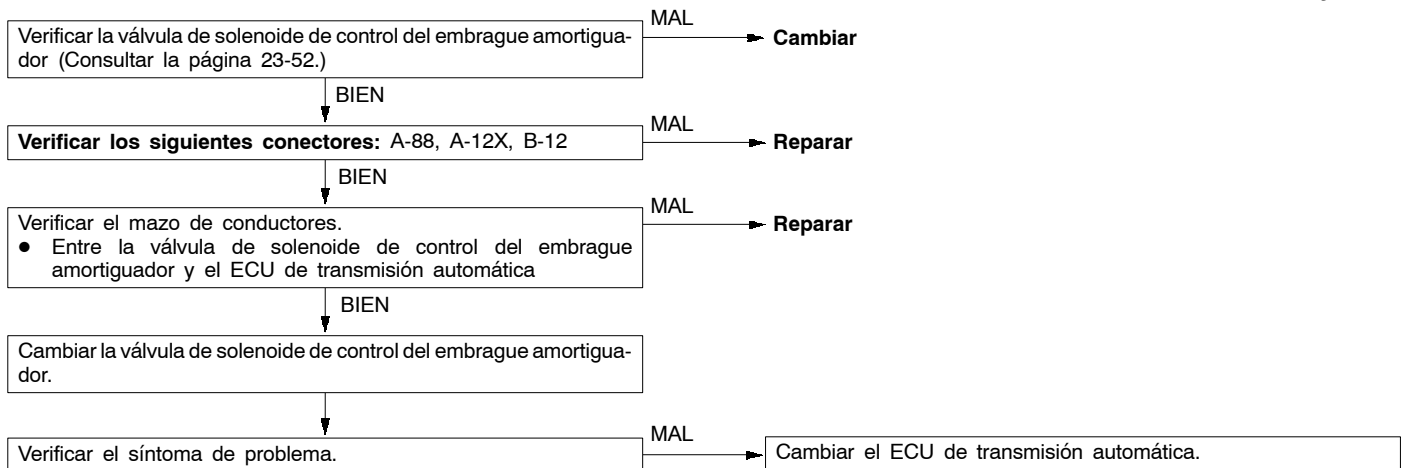 MAL
Verificar la válvula de solenoide de control del embrague amortigua-
dor (Consultar la página 23-52.)
Cambiar
BIEN
MAL
Verificar los siguientes conectores: A-88, A-12X, B-12
Reparar
BIEN
MAL
Verificar el mazo de conductores.
Reparar
● Entre la válvula de solenoide de control del embrague
amortiguador y el ECU de transmisión automática
BIEN
Cambiar la válvula de solenoide de control del embrague amortigua-
dor.
MAL
Verificar el síntoma de problema.
Cambiar el ECU de transmisión automática.